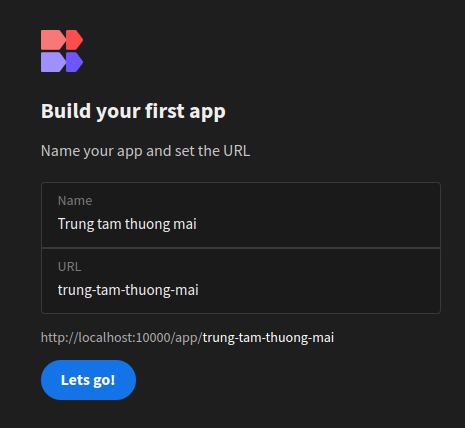 Build your first app
Name your app and set the URL
Name
Trung tam thuong mai
URL
trung-tam-thuong-mai
http://localhost:10000/app/trung-tam-thuong-mai
Lets go!